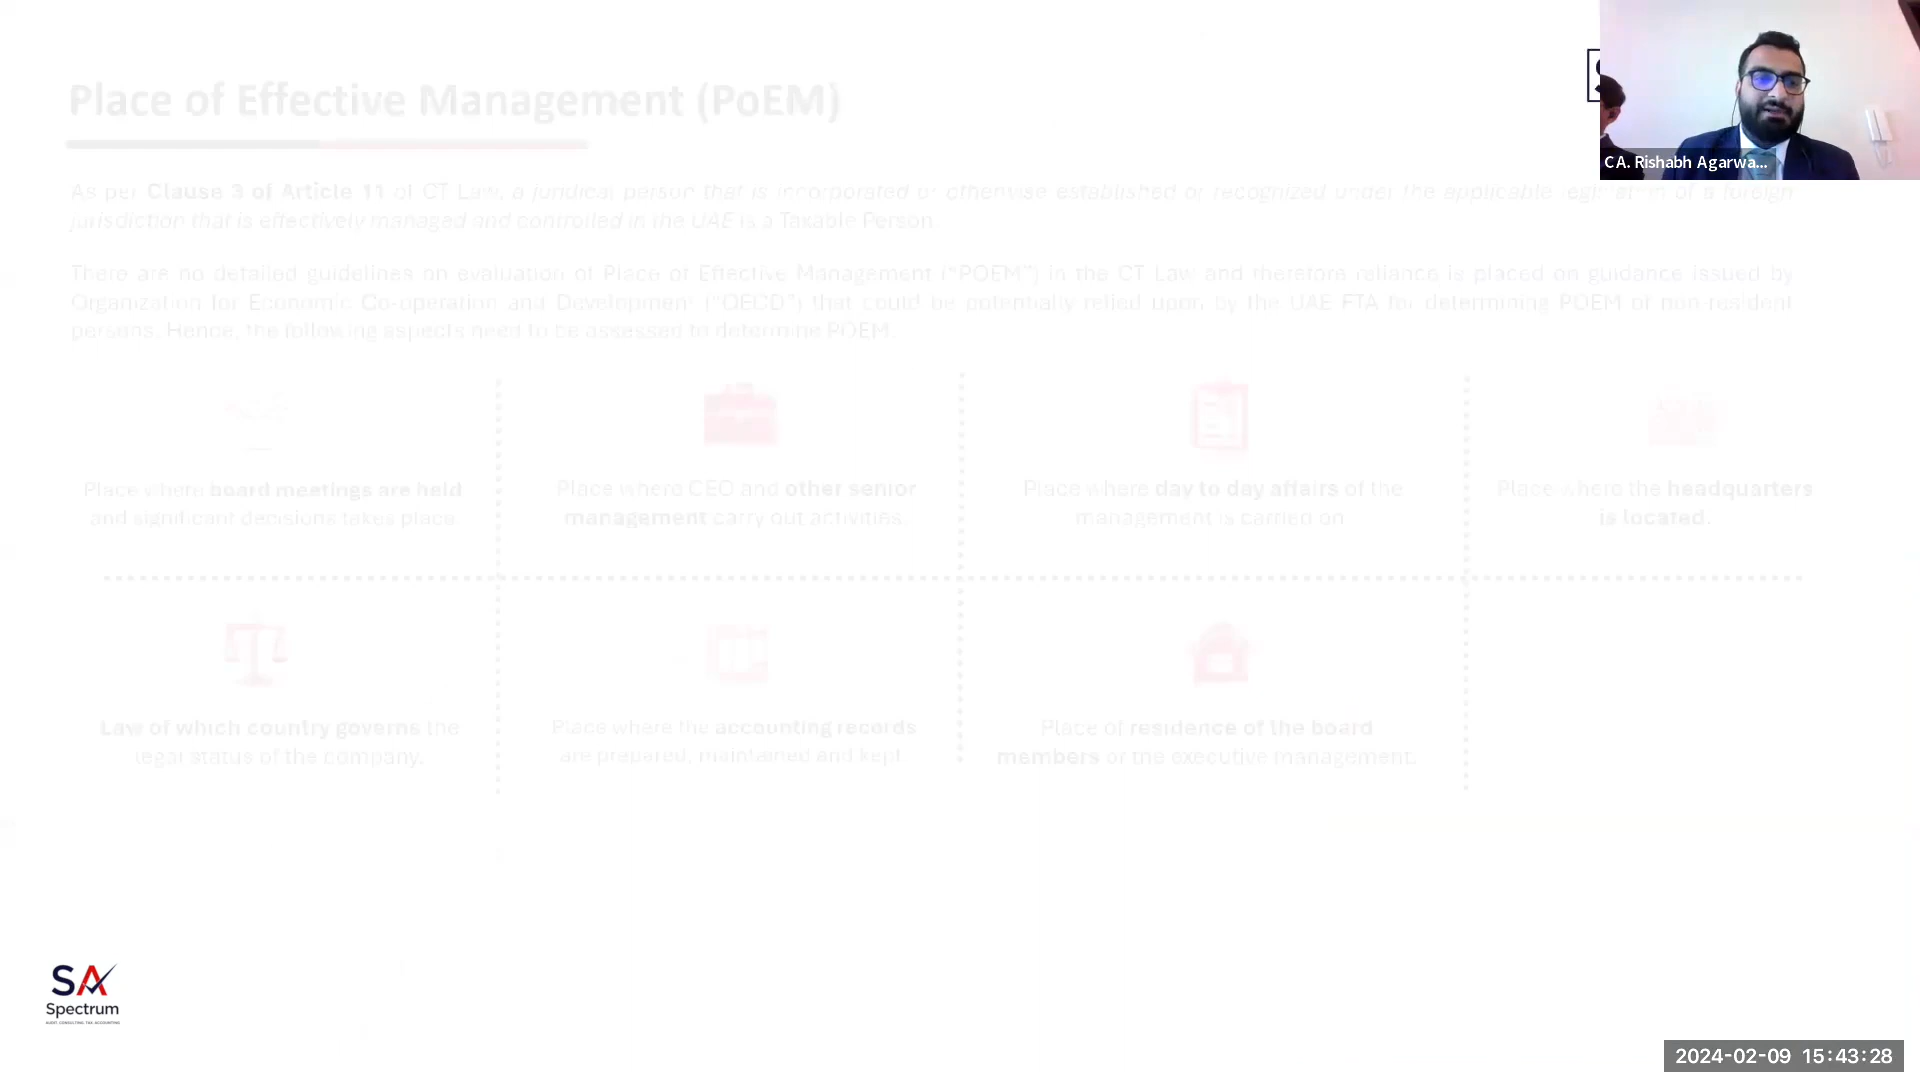 Place of Effective Management (PoEM)
CA. Rishabh Agarwa...
As per Clause 3 of Article 11 of CT Law, a juridical person that is incorporated or otherwise established or recognized under the applicable legislation of a foreign
jurisdiction that is effectively managed and controlled in the UAE is a Taxable Person.
There are no detailed guidelines on evaluation of Place of Effective Management (“POEM”) in the CT Law and therefore reliance is placed on guidance issued by
Organization for Economic Co-operation and Development (“OECD”) that could be potentially relied upon by the UAE FTA for determining POEM of non-resident
persons. Hence, the following aspects need to be assessed to determine POEM.
Place where board meetings are held
and significant decisions takes place.
Place where CEO and other senior
management carry out activities.
Place where day to day affairs of the
management is carried on
Place where the headquarters
is located.
Law of which country governs the
legal status of the company.
Place where the accounting records
are prepared, maintained and kept
Place of residence of the board
members or the executive management.
SA
Spectrum
AUDIT, CONSULTING, TAX, ACCOUNTING
2024-02-09 15:43:28